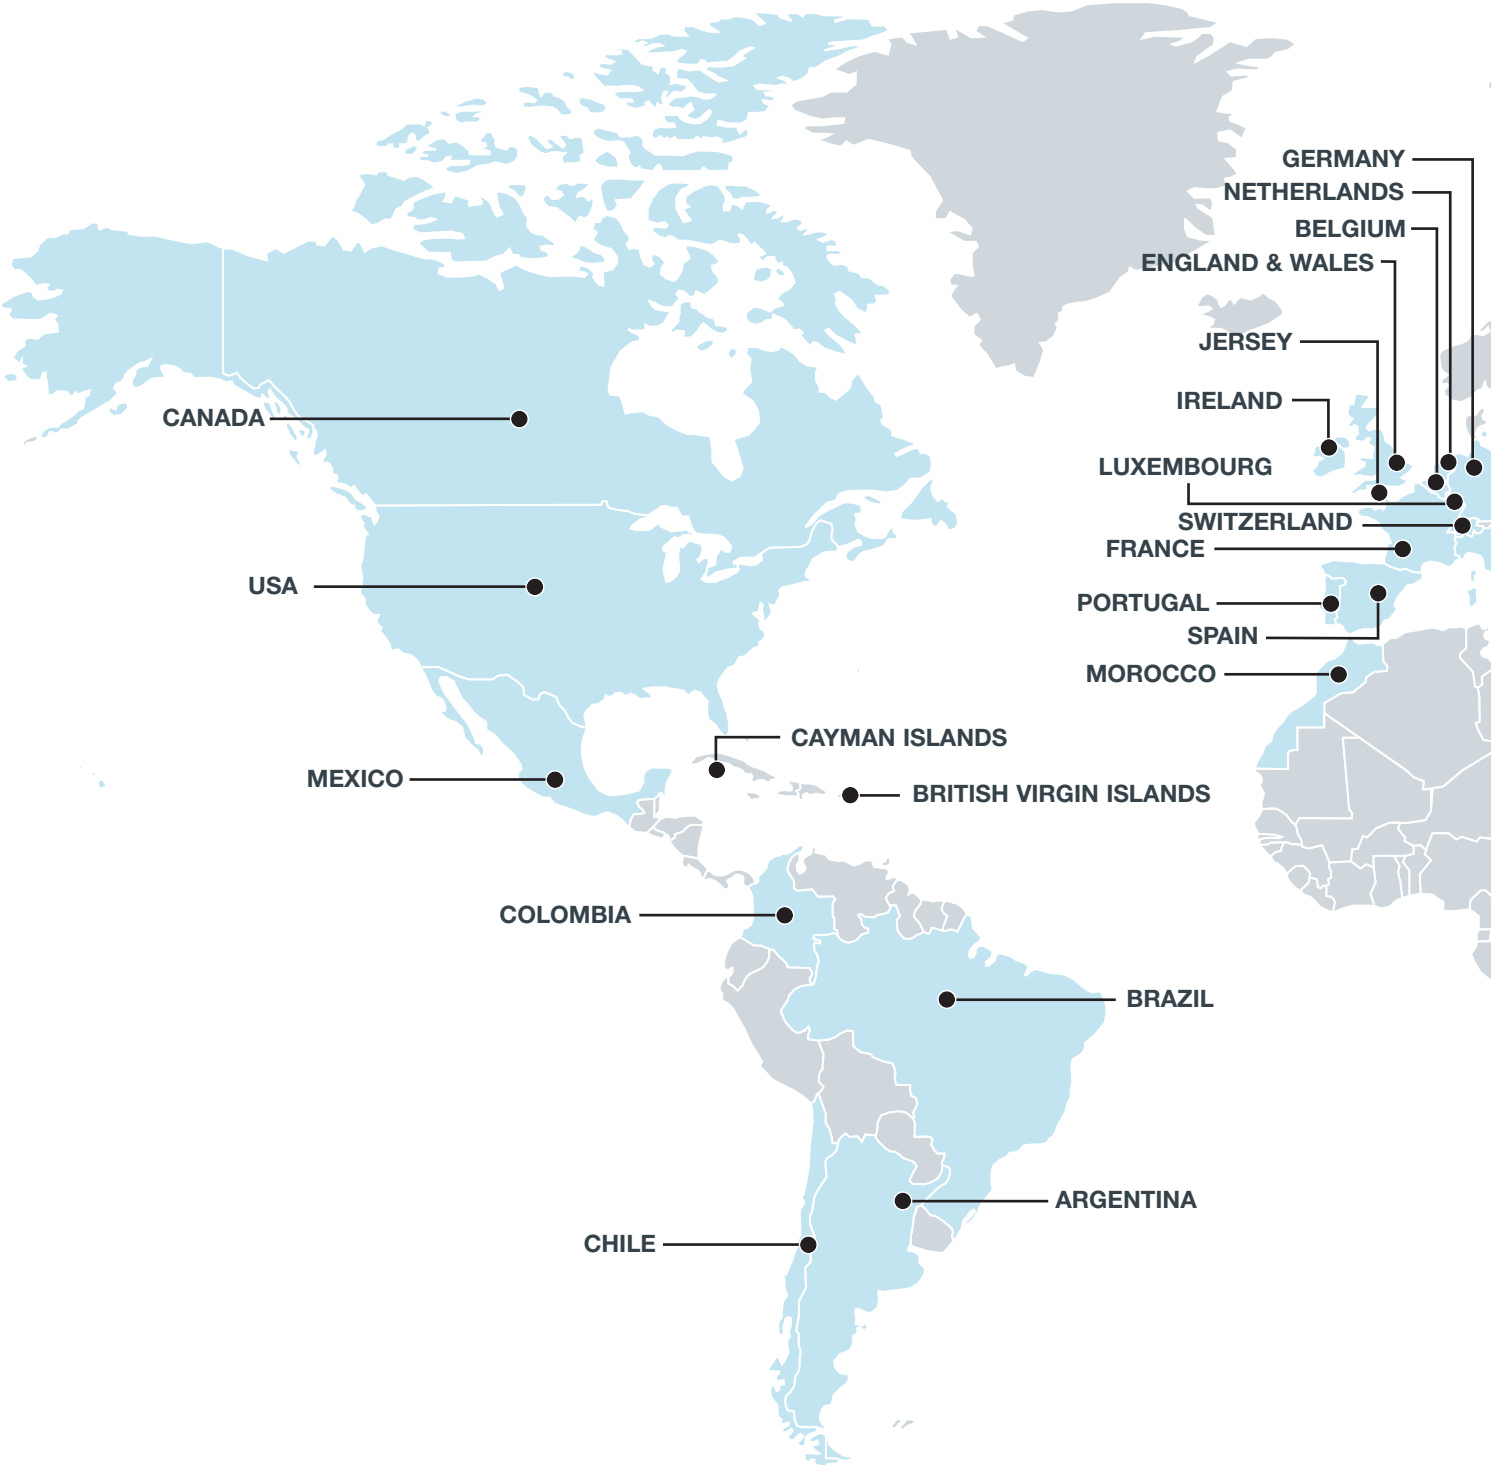 GERMANY
NETHERLANDS
BELGIUM
ENGLAND & WALES
JERSEY
IRELAND
CANADA
LUXEMBOURG
SWITZERLAND
FRANCE
USA
PORTUGAL
SPAIN
MOROCCO
CAYMAN ISLANDS
MEXICO
BRITISH VIRGIN ISLANDS
COLOMBIA
BRAZIL
ARGENTINA
CHILE